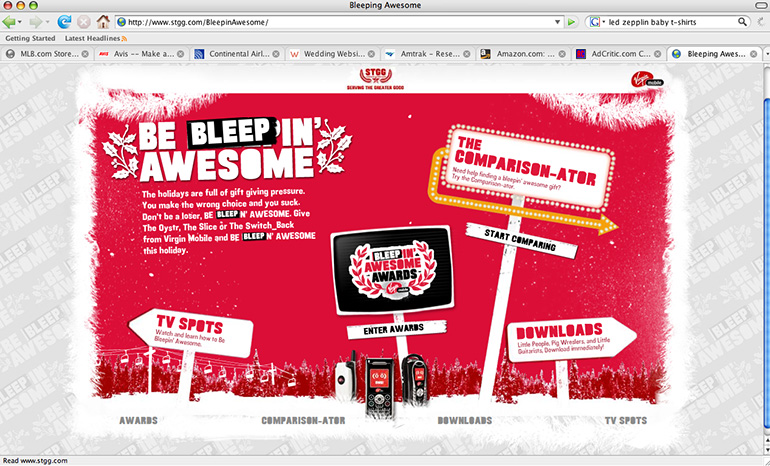 Bleeping Awesome
http://www.stgg.com/BleepinAwesome/
led zepplin baby t-shirts
Getting Started
Latest Headlines
MLB.com Store...
Avis -- Make a ...
Continental Airl...
Wedding Websi...
Amtrak - Rese...
Amazon.com: ...
AdCritic.com C...
Bleeping Awes...
STGG
SERVING THE GREATER GOOD
Virgin mobile
BE BLEEP IN'
AWESOME
The holidays are full of gift giving pressure.
You make the wrong choice and you suck.
Don't be a loser, BE BLEEP N' AWESOME. Give
The Oystr, The Slice or The Switch_Back
from Virgin Mobile and BE BLEEP N' AWESOME
this holiday.
THE
COMPARISON-ATOR
Need help finding a bleepin' awesome gift?
Try the Comparison-ator.
START COMPARING
BLEEP IN'
AWESOME
AWARDS
Virgin mobile
ENTER AWARDS
TV SPOTS
Watch and learn how to Be
Bleepin' Awesome.
DOWNLOADS
Little People, Pig Wrestlers, and Little
Guitarists. Download immediately!
AWARDS
COMPARISON-ATOR
DOWNLOADS
TV SPOTS
Read www.stgg.com